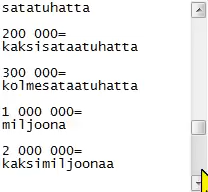 satatuhatta
200 000=
kaksisataatuhatta
300 000=
kolmesataatuhatta
1 000 000=
miljoona
2 000 000=
kaksimiljoonaa